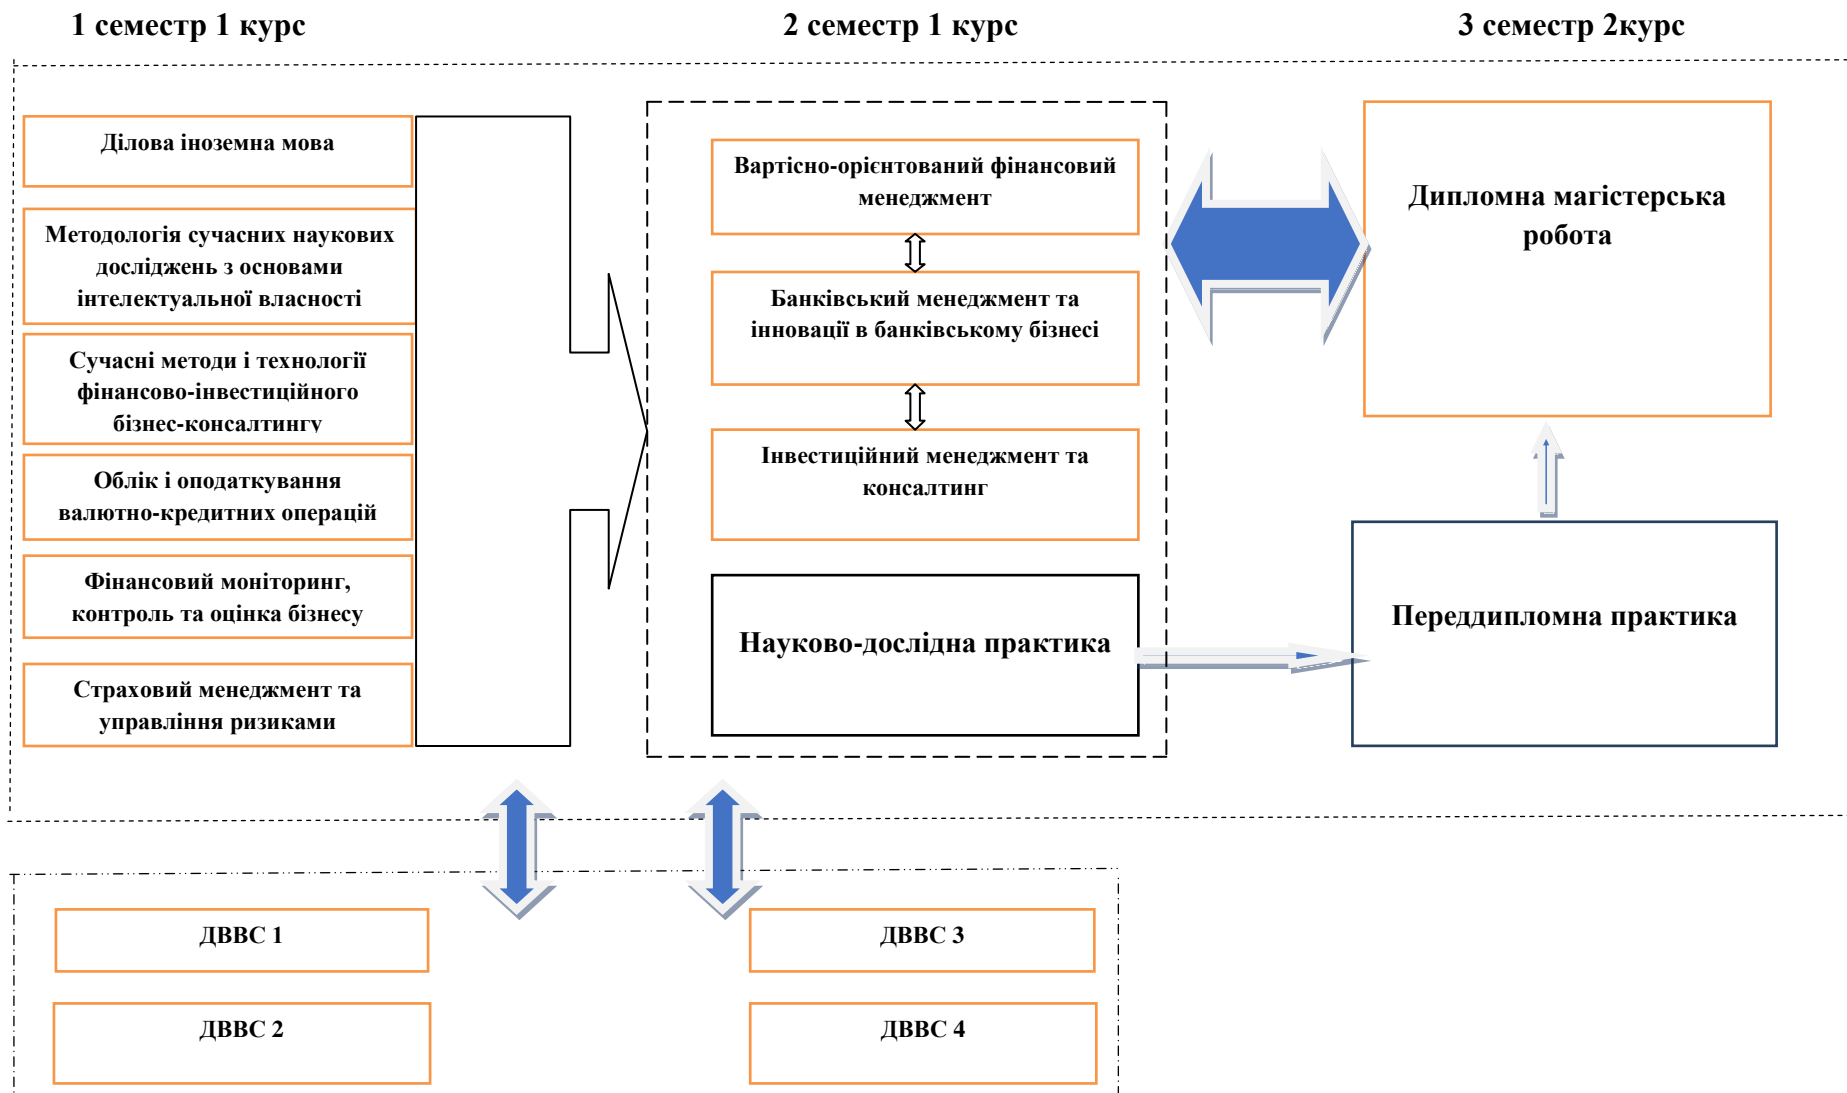 1 семестр 1 курс
2 семестр 1 курс
3 семестр 2курс
Ділова іноземна мова
Методологія сучасних наукових
досліджень з основами
інтелектуальної власності
Сучасні методи і технології
фінансово-інвестиційного
бізнес-консалтингу
Облік і оподаткування
валютно-кредитних операцій
Фінансовий моніторинг,
контроль та оцінка бізнесу
Страховий менеджмент та
управління ризиками
Вартісно-орієнтований фінансовий
менеджмент
Банківський менеджмент та
інновації в банківському бізнесі
Інвестиційний менеджмент та
консалтинг
Науково-дослідна практика
Дипломна магістерська
робота
Переддипломна практика
ДВВС 1
ДВВС 2
ДВВС 3
ДВВС 4